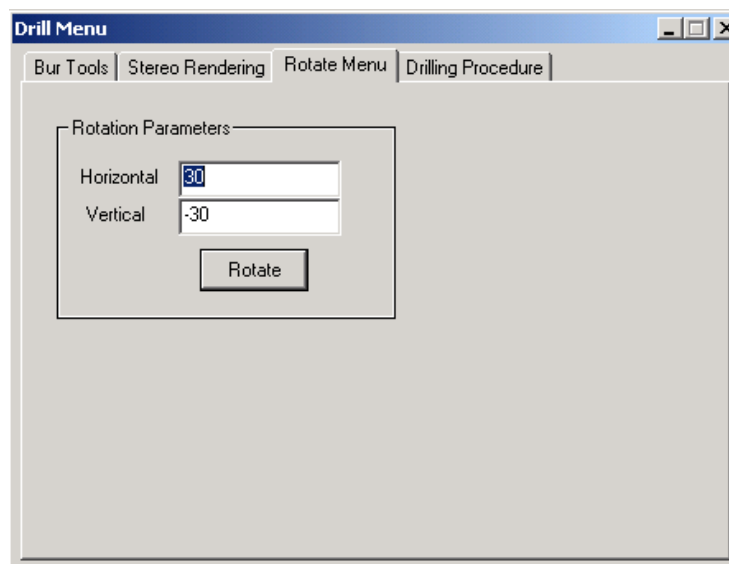 Drill Menu
Bur Tools Stereo Rendering Rotate Menu Drilling Procedure
Rotation Parameters
Horizontal 30
Vertical -30
Rotate